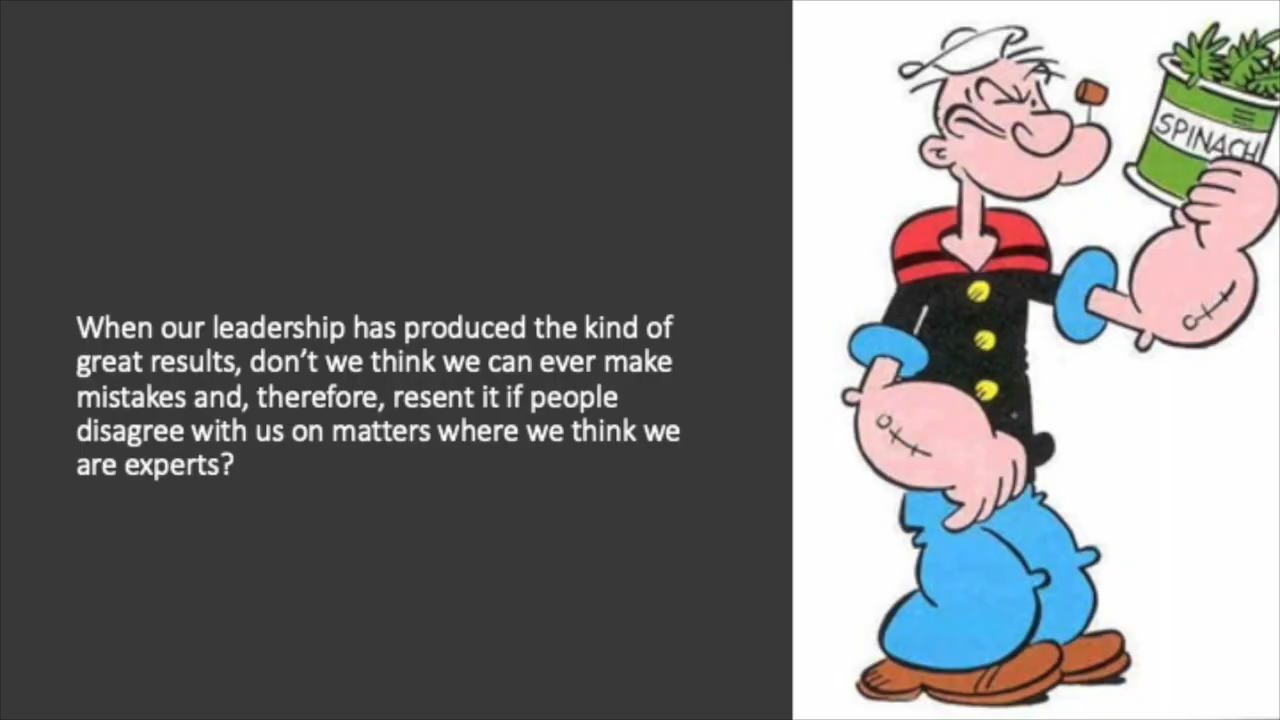 When our leadership has produced the kind of
great results, don’t we think we can ever make
mistakes and, therefore, resent it if people
disagree with us on matters where we think we
are experts?
SPINACH